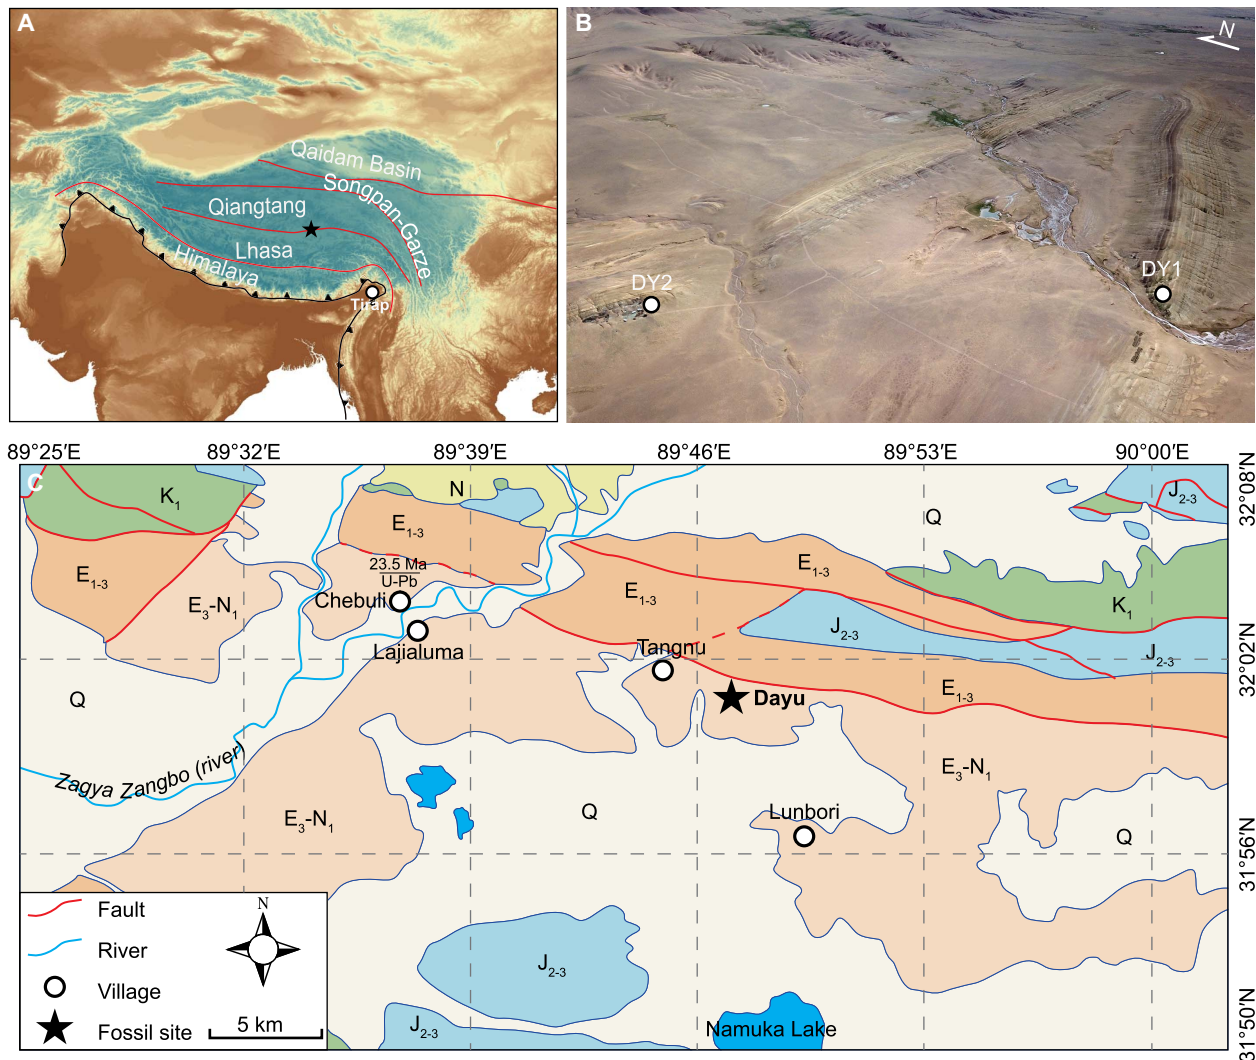 A
Qaidam Basin
Songpan-Garze
Qiangtang
Lhasa
Himalaya
Tirap
B
N
DY2
DY1
89°25′E
89°32′E
89°39′E
89°46′E
89°53′E
90°00′E
C
K₁
N
J₂₋₃
32°08′N
Q
E₁₋₃
23.5 Ma
U-Pb
E₁₋₃
E₁₋₃
E₃-N₁
Chebuli
E₁₋₃
K₁
J₂₋₃
Lajialuma
Tangnu
J₂₋₃
32°02′N
Q
Dayu
E₁₋₃
Zagya Zangbo (river)
E₃-N₁
E₃-N₁
Q
Lunbori
Q
31°56′N
Fault
N
River
Village
Fossil site
5 km
J₂₋₃
J₂₋₃
Namuka Lake
31°50′N